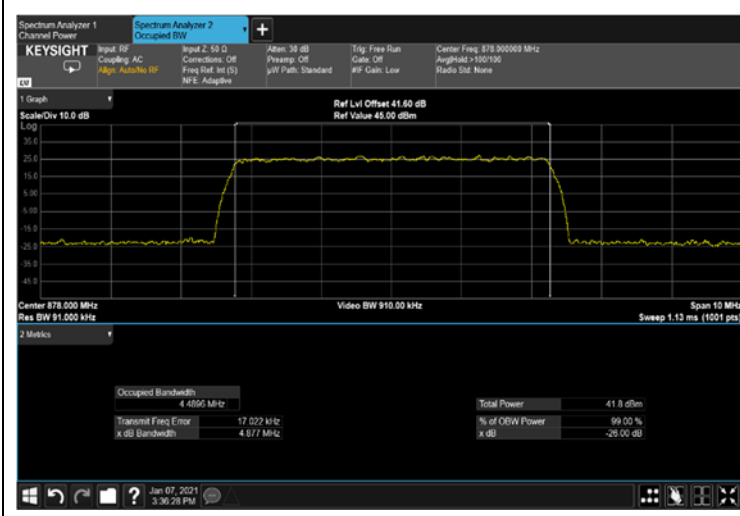 Spectrum Analyzer 1
Channel Power
Spectrum Analyzer 2
Occupied BW
+
KEYSIGHT
Input: RF
Coupling: AC
Align: Auto/No RF
Input Z: 50 Ω
Corrections: Off
Freq Ref: Int (S)
NFE: Adaptive
Atten: 30 dB
Preamp: Off
µW Path: Standard
Trig: Free Run
Gate: Off
#IF Gain: Low
Center Freq: 878.000000 MHz
Avg|Hold:>100/100
Radio Std: None
1 Graph
Scale/Div 10.0 dB
Ref Lvl Offset 41.60 dB
Ref Value 45.00 dBm
Log
35.0
25.0
15.0
5.00
-5.00
-15.0
-25.0
-35.0
-45.0
Center 878.000 MHz
Res BW 91.000 kHz
Video BW 910.00 kHz
Span 10 MHz
Sweep 1.13 ms (1001 pts)
2 Metrics
Occupied Bandwidth
4.4896 MHz
Transmit Freq Error 17.022 kHz
x dB Bandwidth 4.877 MHz
Total Power 41.8 dBm
% of OBW Power 99.00 %
x dB -26.00 dB
?
Jan 07, 2021
3:36:28 PM